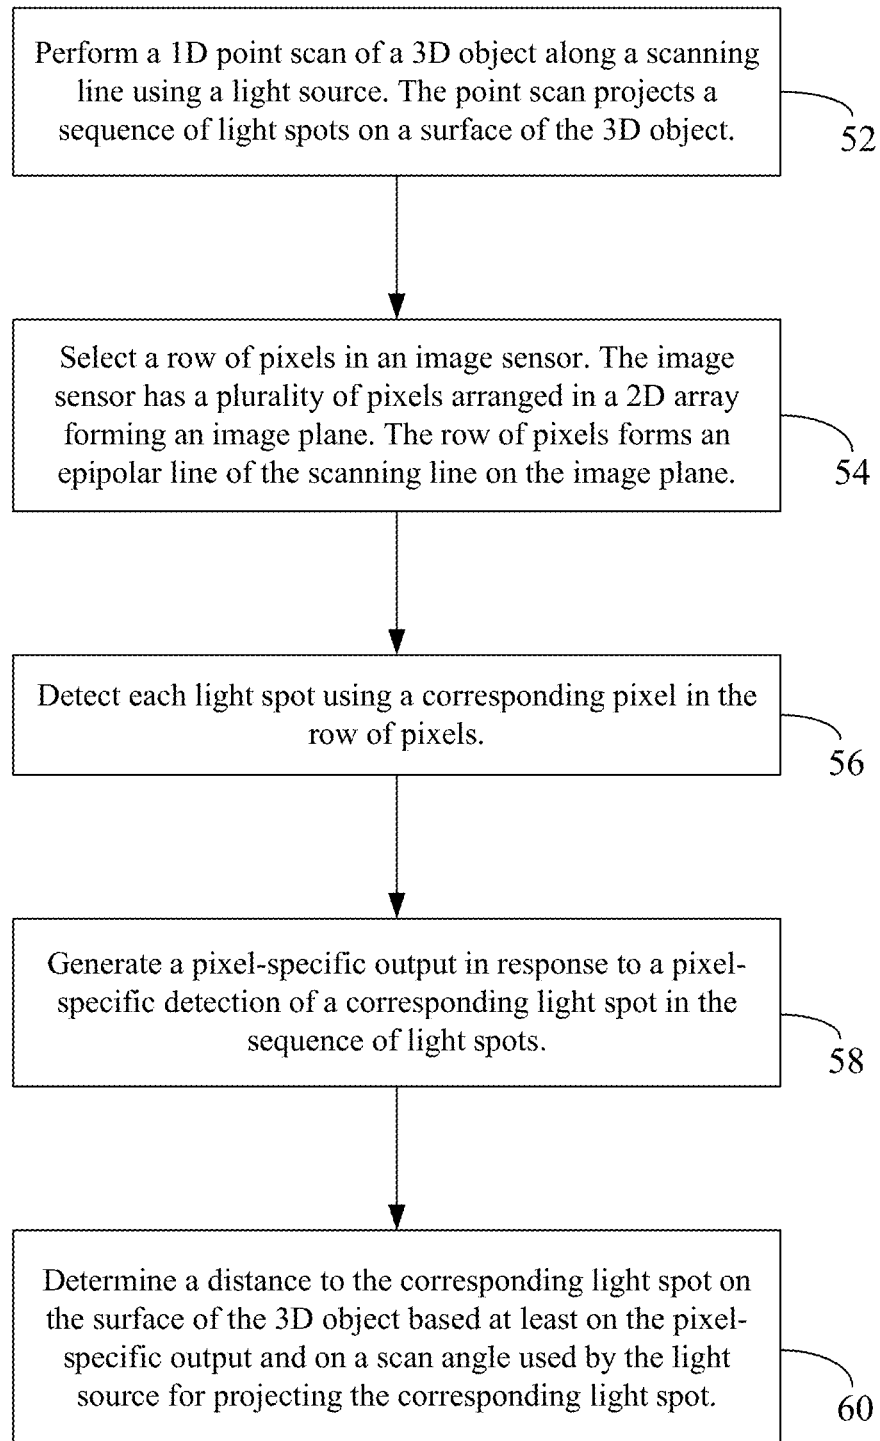 Perform a 1D point scan of a 3D object along a scanning
line using a light source. The point scan projects a
sequence of light spots on a surface of the 3D object.
52
Select a row of pixels in an image sensor. The image
sensor has a plurality of pixels arranged in a 2D array
forming an image plane. The row of pixels forms an
epipolar line of the scanning line on the image plane.
54
Detect each light spot using a corresponding pixel in the
row of pixels.
56
Generate a pixel-specific output in response to a pixel-
specific detection of a corresponding light spot in the
sequence of light spots.
58
Determine a distance to the corresponding light spot on
the surface of the 3D object based at least on the pixel-
specific output and on a scan angle used by the light
source for projecting the corresponding light spot.
60